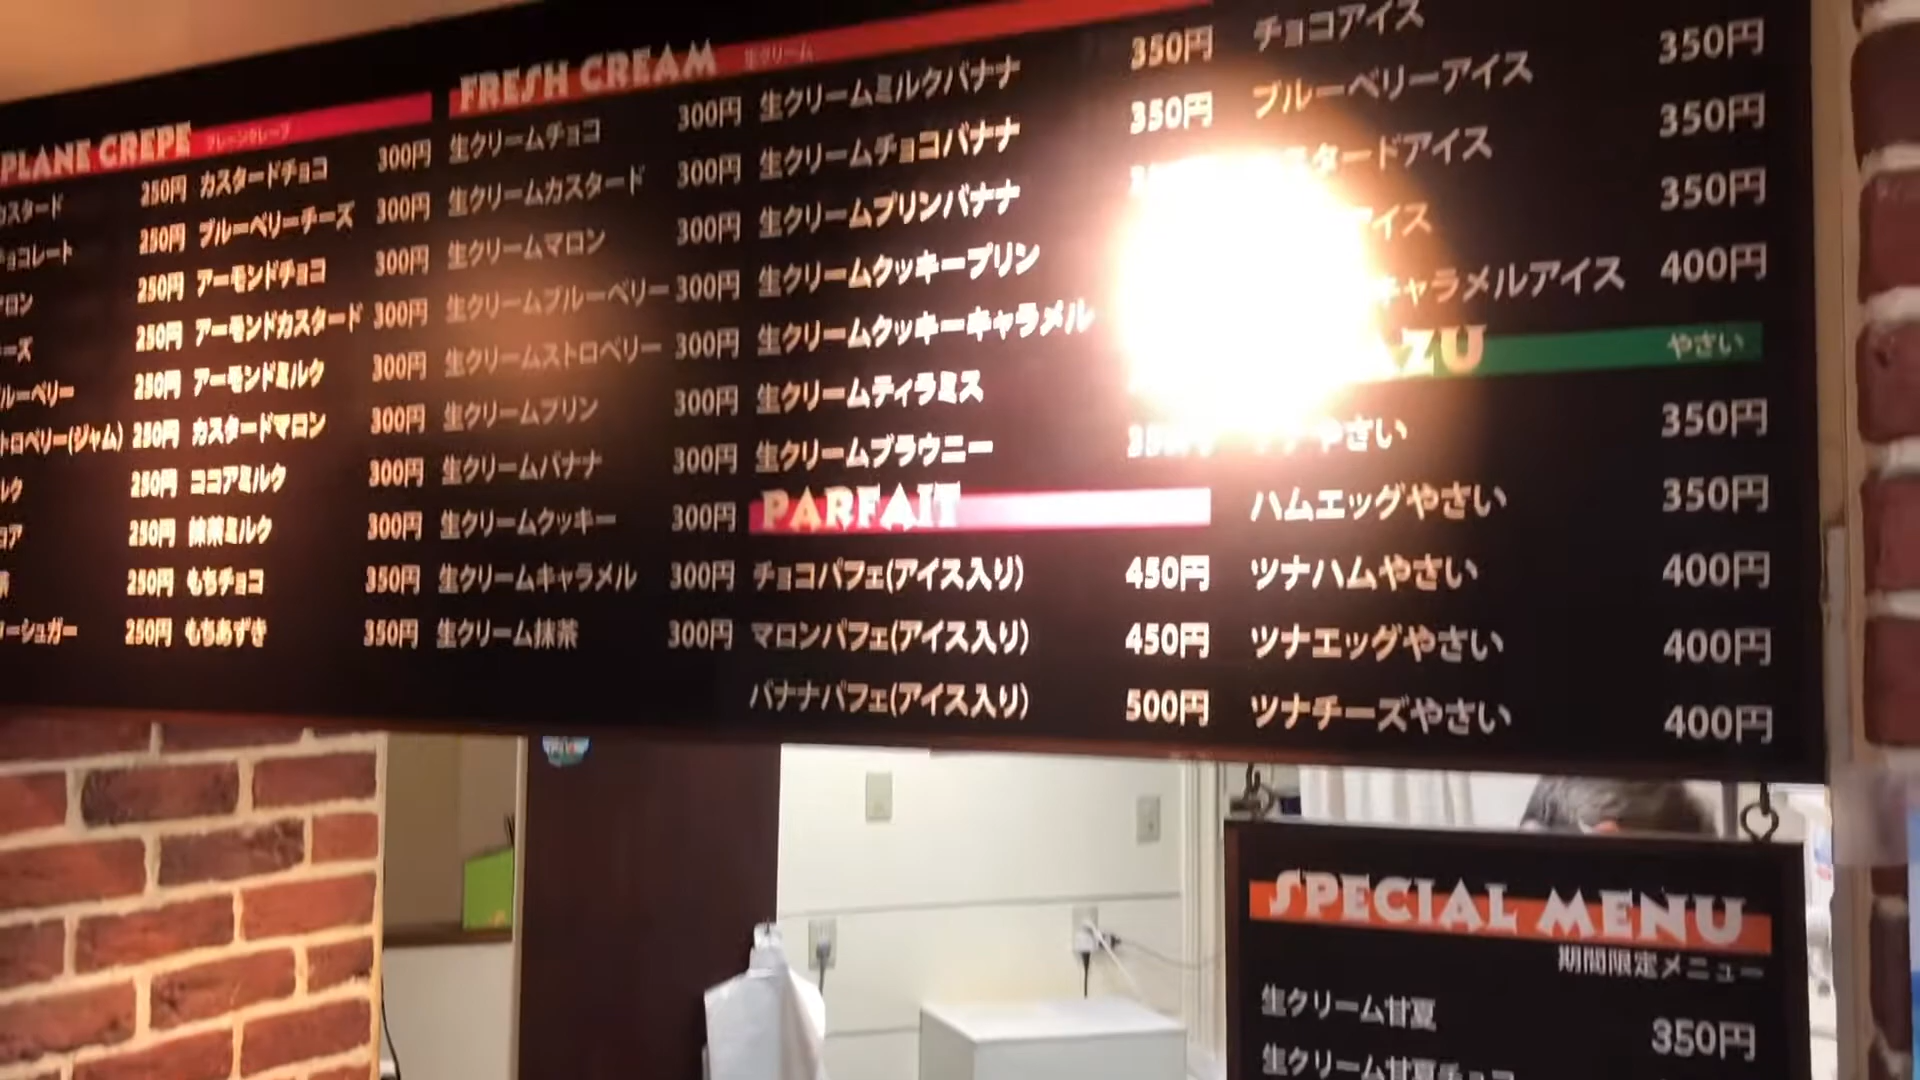 PLANE CREPE プレーンクレープ
カスタード 250円
チョコレート 250円
250円
250円
ブルーベリー 250円
ストロベリー(ジャム) 250円
250円
250円
250円
シュガー 250円
カスタードチョコ 300円
ブルーベリーチーズ 300円
アーモンドチョコ 300円
アーモンドカスタード 300円
アーモンドミルク 300円
カスタードマロン 300円
ココアミルク 300円
抹茶ミルク 300円
もちチョコ 350円
もちあずき 350円
FRESH CREAM 生クリーム
生クリームチョコ 300円
生クリームカスタード 300円
生クリームマロン 300円
生クリームブルーベリー 300円
生クリームストロベリー 300円
生クリームプリン 300円
生クリームバナナ 300円
生クリームクッキー 300円
生クリームキャラメル 300円
生クリーム抹茶 300円
生クリームミルクバナナ 350円
生クリームチョコバナナ 350円
生クリームプリンバナナ
生クリームクッキープリン
生クリームクッキーキャラメル
生クリームティラミス
生クリームブラウニー
PARFAIT
チョコパフェ(アイス入り) 450円
マロンパフェ(アイス入り) 450円
バナナパフェ(アイス入り) 500円
チョコアイス 350円
ブルーベリーアイス 350円
タードアイス 350円
アイス 400円
キャラメルアイス
ZU やさい
やさい 350円
ハムエッグやさい 350円
ツナハムやさい 400円
ツナエッグやさい 400円
ツナチーズやさい 400円
SPECIAL MENU
期間限定メニュー
生クリーム甘夏 350円
生クリーム甘夏チョコ